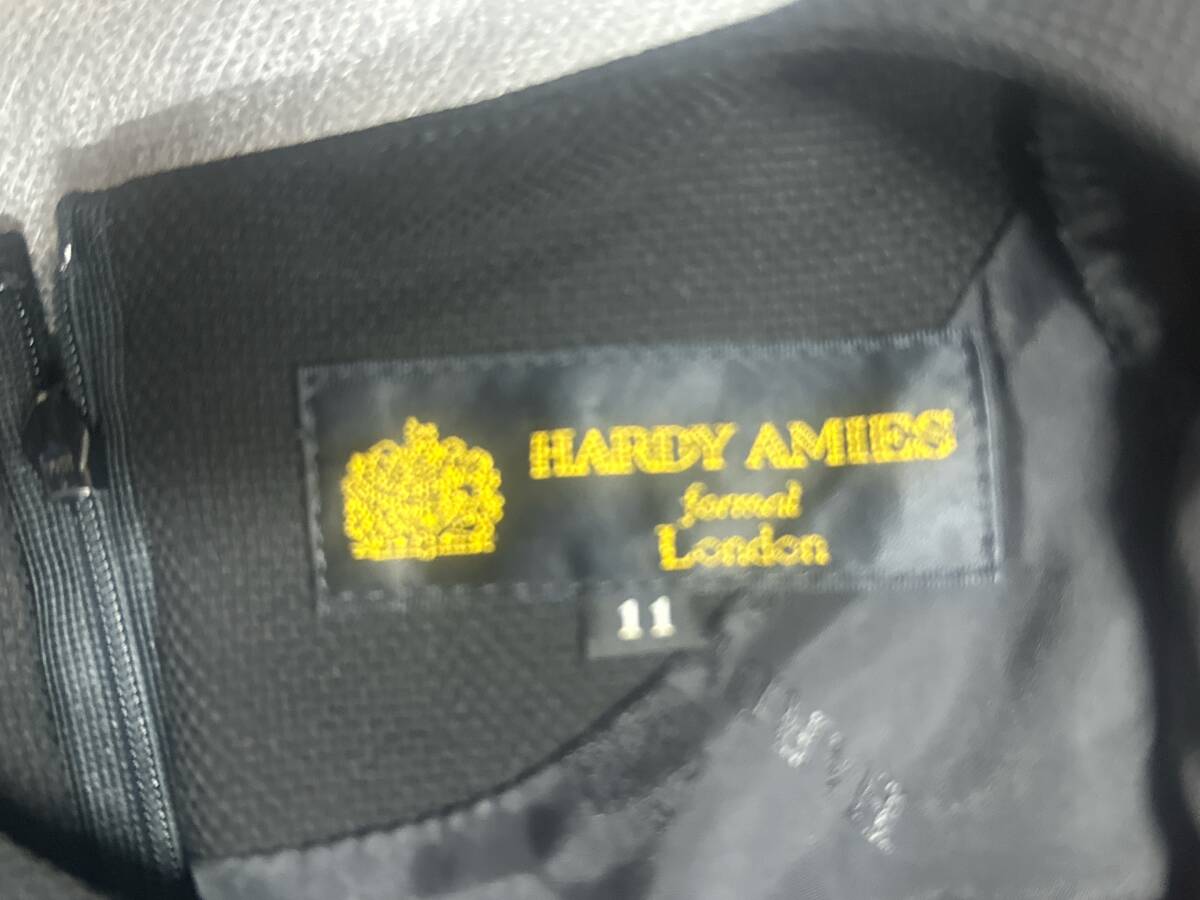 HARDY AMIES
formal
London
11